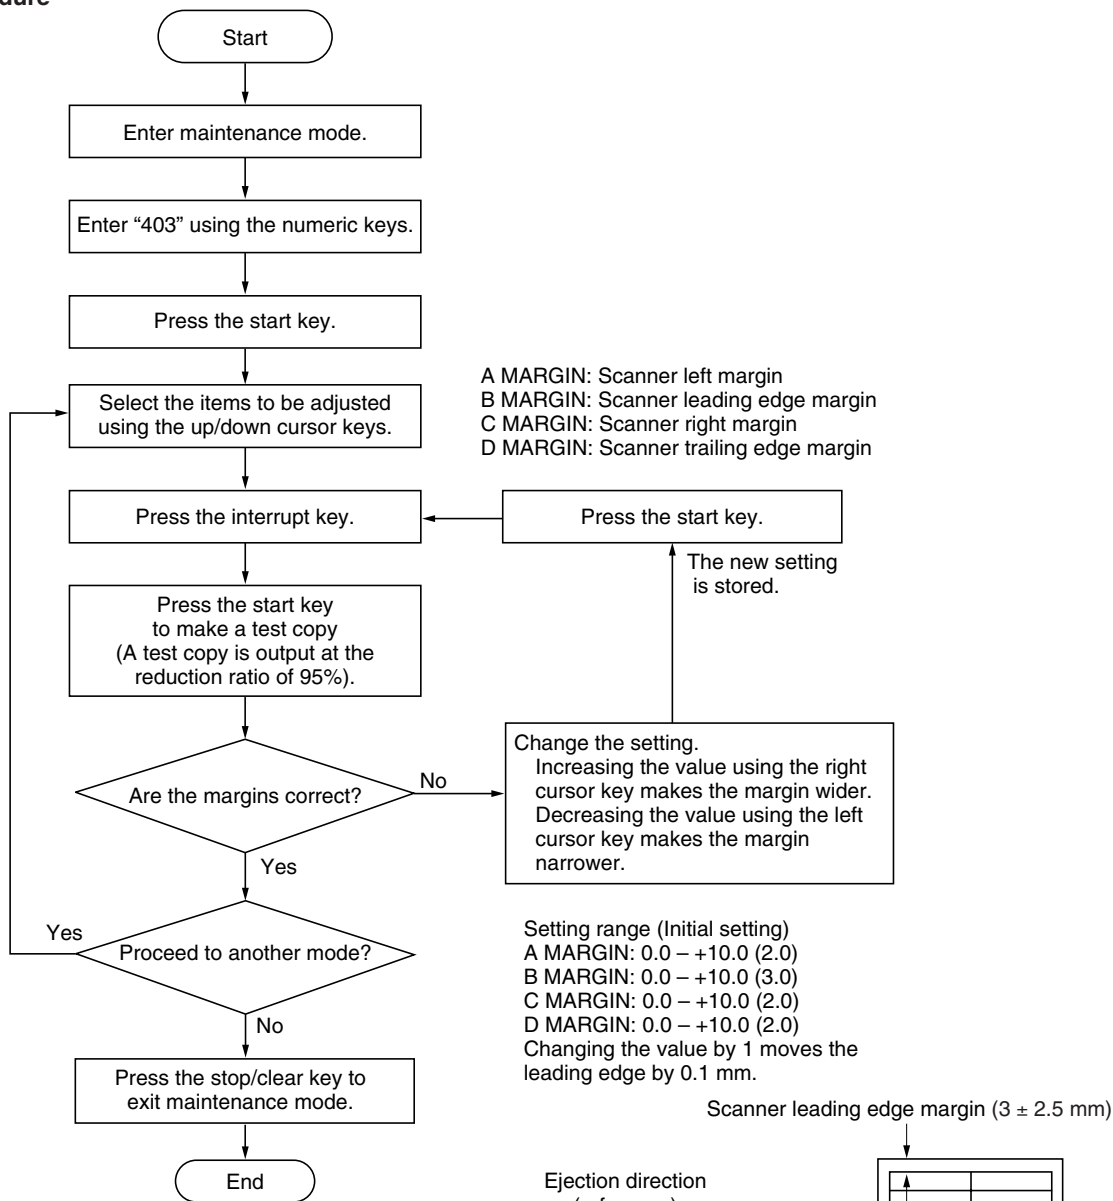 Start
Enter maintenance mode.
Enter “403” using the numeric keys.
Press the start key.
Select the items to be adjusted
using the up/down cursor keys.
A MARGIN: Scanner left margin
B MARGIN: Scanner leading edge margin
C MARGIN: Scanner right margin
D MARGIN: Scanner trailing edge margin
Press the interrupt key.
Press the start key.
The new setting
is stored.
Press the start key
to make a test copy
(A test copy is output at the
reduction ratio of 95%).
Change the setting.
Increasing the value using the right
cursor key makes the margin wider.
Decreasing the value using the left
cursor key makes the margin
narrower.
Are the margins correct?
No
Yes
Yes
Proceed to another mode?
No
Setting range (Initial setting)
A MARGIN: 0.0 – +10.0 (2.0)
B MARGIN: 0.0 – +10.0 (3.0)
C MARGIN: 0.0 – +10.0 (2.0)
D MARGIN: 0.0 – +10.0 (2.0)
Changing the value by 1 moves the
leading edge by 0.1 mm.
Press the stop/clear key to
exit maintenance mode.
Scanner leading edge margin (3 ± 2.5 mm)
End
Ejection direction